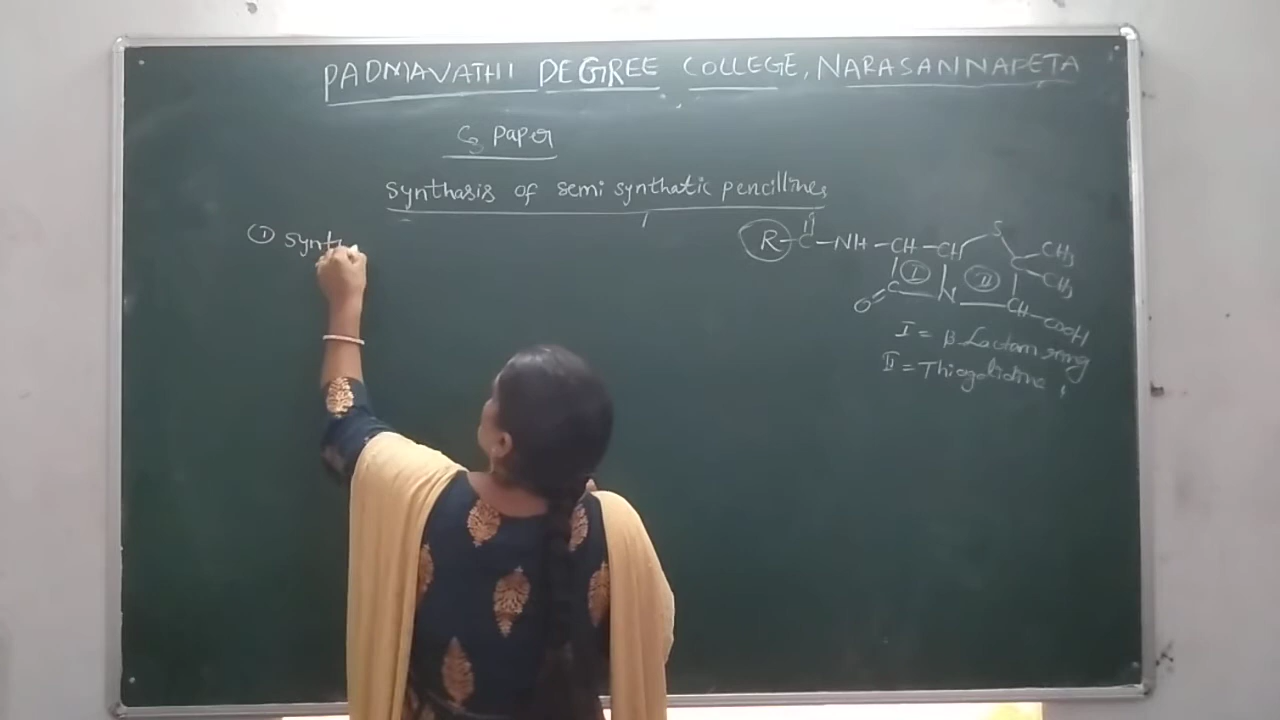 PADMAVATHI DEGREE COLLEGE, NARASANNAPETA
C3 Paper
Synthasis of semi synthatic pencillines
① Synt
R-C-NH-CH-CH S C CH3
O
CH3
I II
O=C N CH-COOH
I = β-Lactam ring
II = Thiazolidine